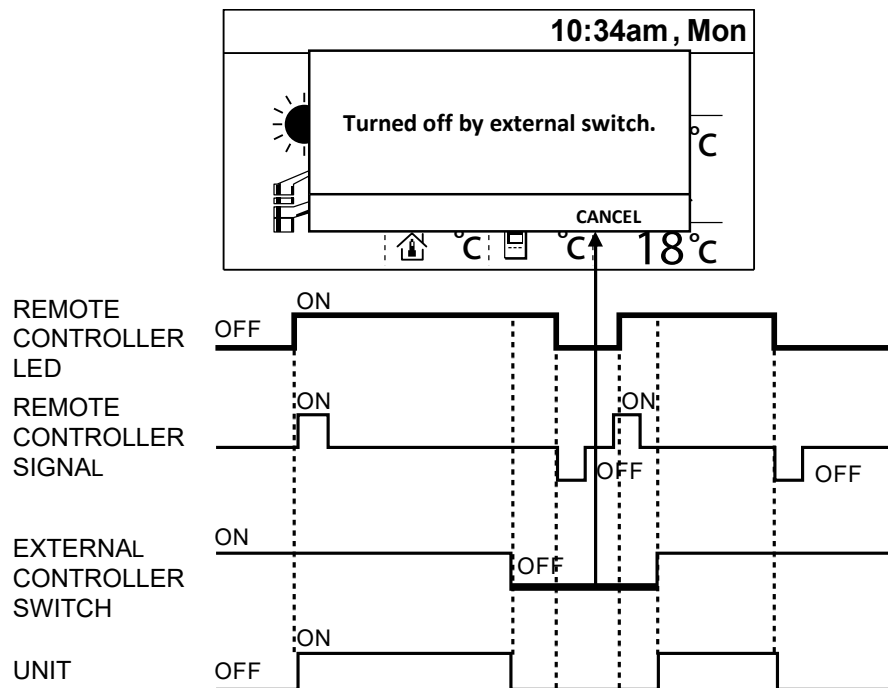 10:34am, Mon
Turned off by external switch.
°C
CANCEL
°C °C 18°C
REMOTE
CONTROLLER
LED
OFF
ON
REMOTE
CONTROLLER
SIGNAL
ON
ON
OFF
OFF
EXTERNAL
CONTROLLER
SWITCH
ON
OFF
UNIT
OFF
ON